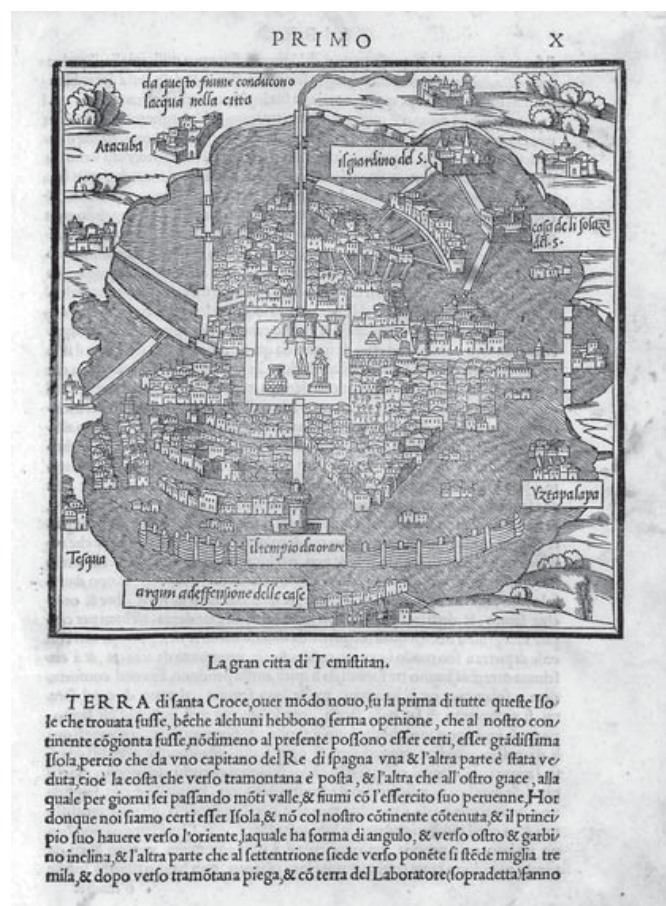 PRIMO X
da questo fiume conducono
lacqua nella citta
Atacuba
il giardino del S.
casa de li solazi
del. S.
Yztapalapa
il tempio da orare
Tesqua
argini a deffensione delle case
La gran citta di Temistitan.
TERRA di santa Croce, ouer mõdo nouo, fu la prima di tutte queste Iso/
le che trouata fusse, bẽche alchuni hebbono ferma openione, che al nostro con/
tinente cõgionta fusse, nõdimeno al presente possono esser certi, esser grãdissima
Isola, percio che da vno capitano del Re di spagna vna & l'altra parte è stata ve/
duta, cioè la costa che verso tramontana è posta, & l'altra che all'ostro giace, alla
quale per giorni sei passando mõti valle, & fiumi cõ l'essercito suo peruenne, Hor
donque noi siamo certi esser Isola, & nõ col nostro cõtinente cõtenuta, & il princi/
pio suo hauere verso l'oriente, laquale ha forma di angulo, & verso ostro & garbi/
no inclina, & l'altra parte che al settentrione siede verso ponẽte si stẽde miglia tre
mila, & dopo verso tramõtana piega, & cõ terra del Laboratore (sopradetta) fanno